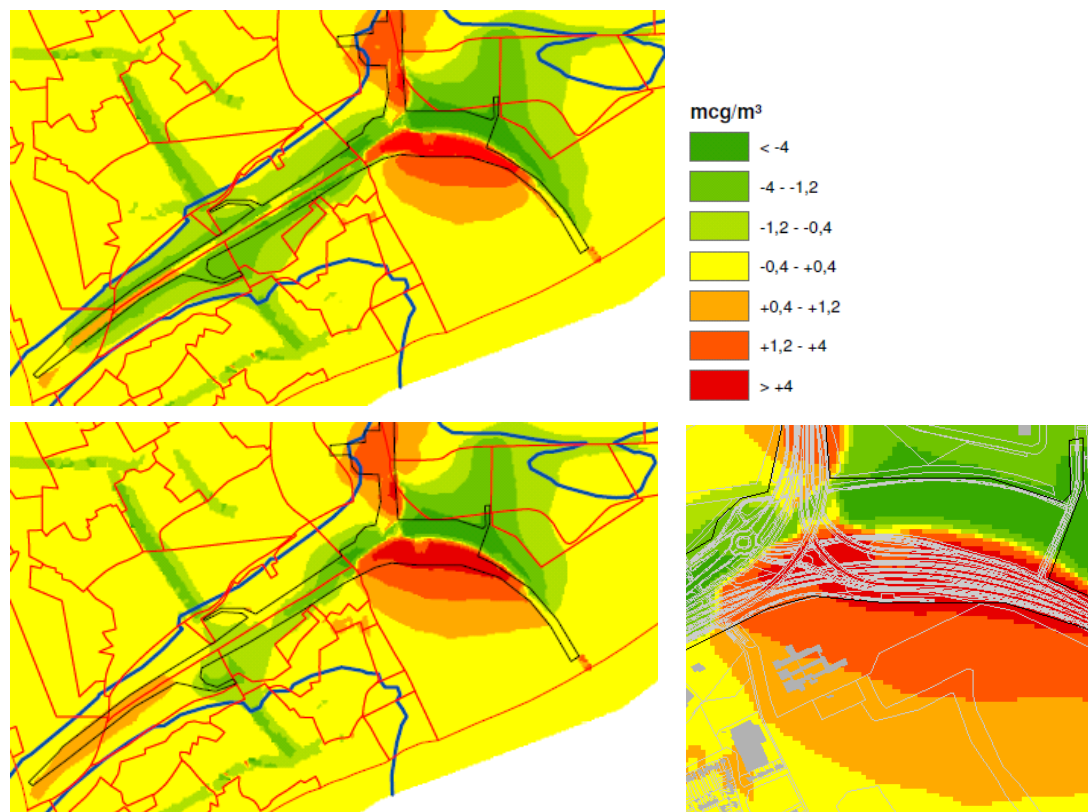 mcg/m³
< -4
-4 - -1,2
-1,2 - -0,4
-0,4 - +0,4
+0,4 - +1,2
+1,2 - +4
> +4